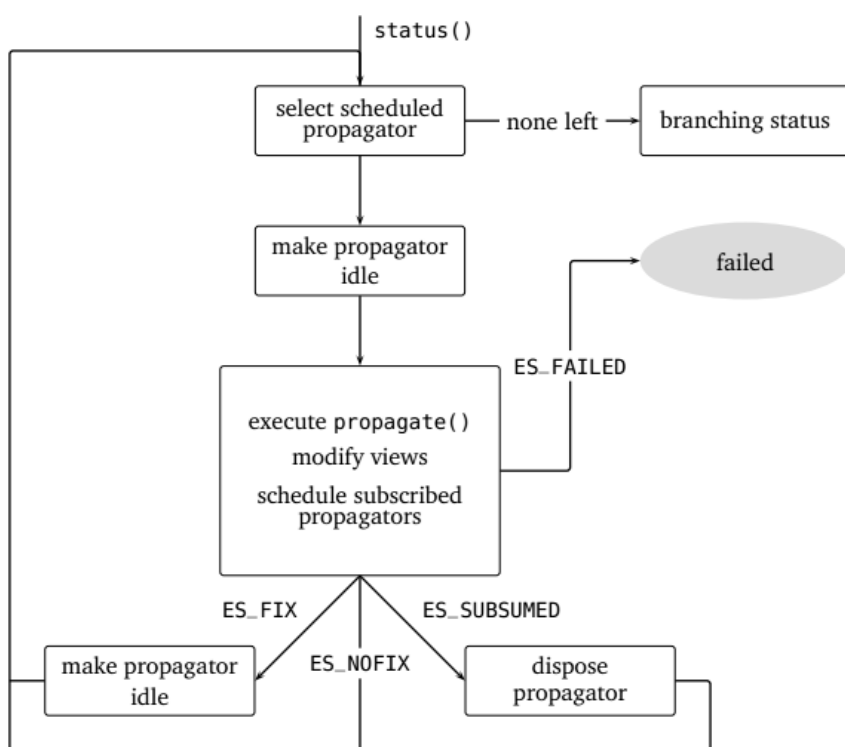 status()
select scheduled
propagator
none left
branching status
make propagator
idle
failed
ES_FAILED
execute propagate()
modify views
schedule subscribed
propagators
ES_FIX
ES_SUBSUMED
ES_NOFIX
make propagator
idle
dispose
propagator